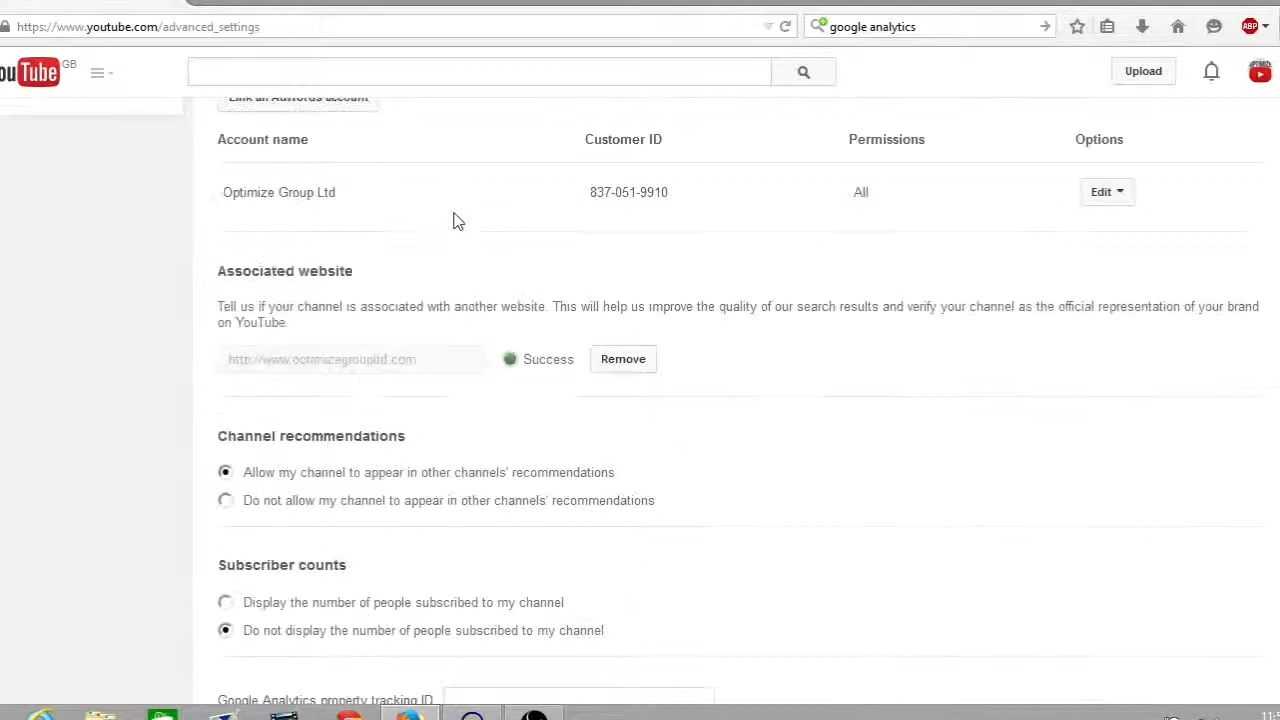 https://www.youtube.com/advanced_settings
google analytics
ABP
YouTube GB
Upload
Link an AdWords account
Account name Customer ID Permissions Options
Optimize Group Ltd 837-051-9910 All Edit
Associated website
Tell us if your channel is associated with another website. This will help us improve the quality of our search results and verify your channel as the official representation of your brand
on YouTube
http://www.optimizegroupltd.com Success Remove
Channel recommendations
Allow my channel to appear in other channels' recommendations
Do not allow my channel to appear in other channels' recommendations
Subscriber counts
Display the number of people subscribed to my channel
Do not display the number of people subscribed to my channel
Google Analytics property tracking ID